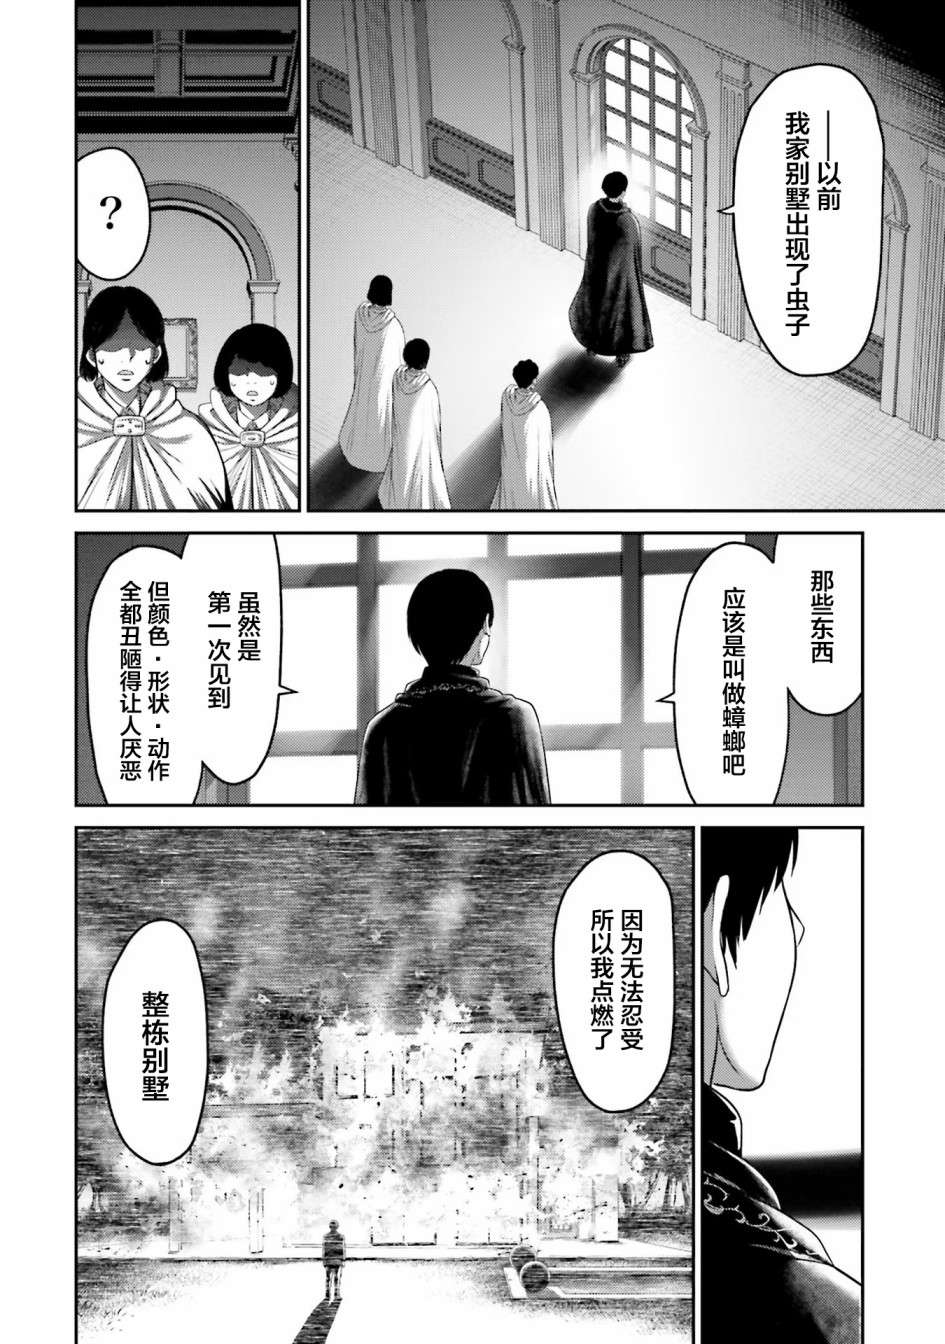 ——以前
我家别墅出现了虫子
？
那些东西
应该是叫做蟑螂吧
虽然是
第一次见到
但颜色·形状·动作
全都丑陋得让人厌恶
因为无法忍受
所以我点燃了
整栋别墅